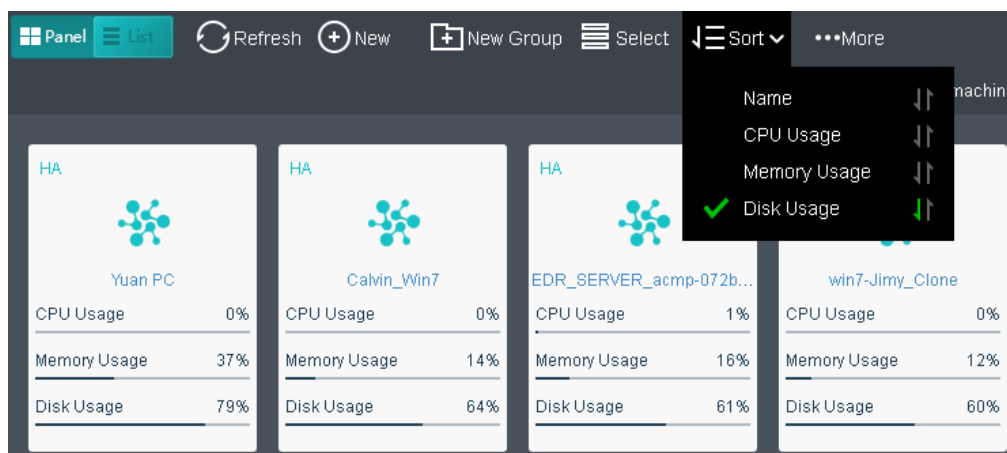 Panel List Refresh New New Group Select Sort •••More
Name
machin
CPU Usage
Memory Usage
Disk Usage
HA HA HA
Yuan PC Calvin_Win7 EDR_SERVER_acmp-072b... win7-Jimy_Clone
CPU Usage 0% CPU Usage 0% CPU Usage 1% CPU Usage 0%
Memory Usage 37% Memory Usage 14% Memory Usage 16% Memory Usage 12%
Disk Usage 79% Disk Usage 64% Disk Usage 61% Disk Usage 60%